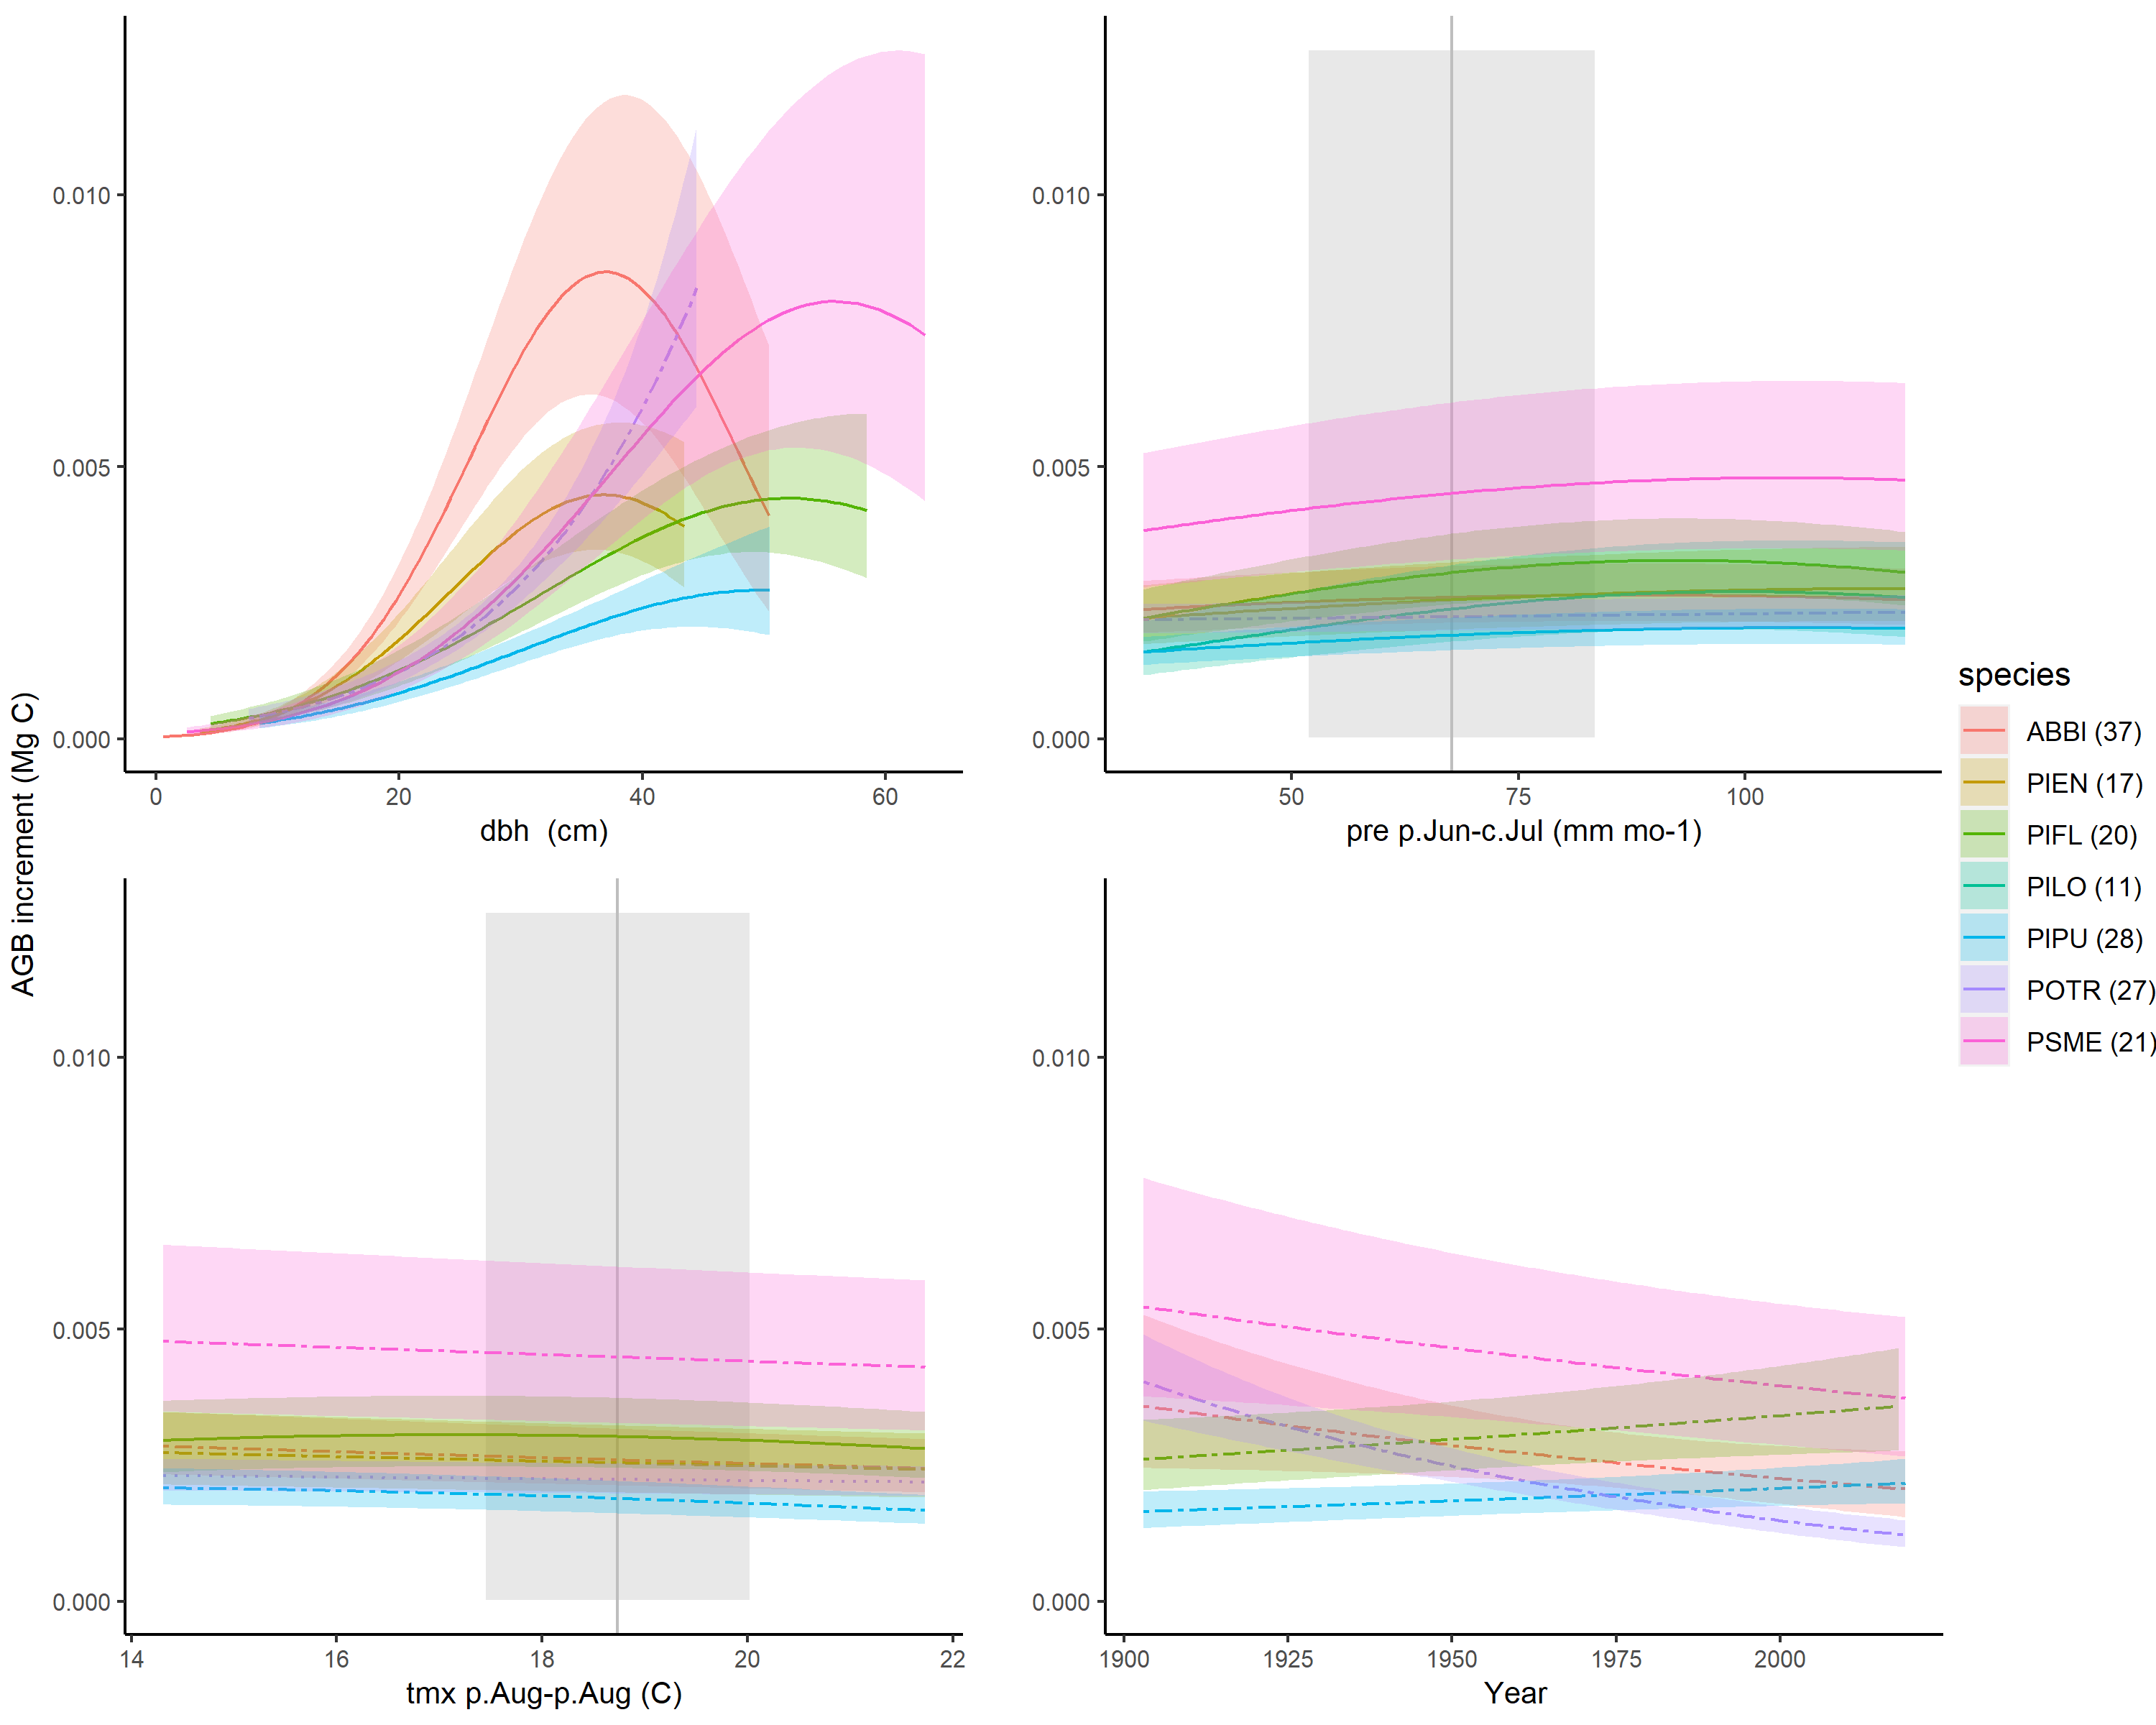 AGB increment (Mg C)
0.010
0.005
0.000
0 20 40 60
dbh  (cm)
0.010
0.005
0.000
50 75 100
pre p.Jun-c.Jul (mm mo-1)
0.010
0.005
0.000
14 16 18 20 22
tmx p.Aug-p.Aug (C)
0.010
0.005
0.000
1900 1925 1950 1975 2000
Year
species
ABBI (37)
PIEN (17)
PIFL (20)
PILO (11)
PIPU (28)
POTR (27)
PSME (21)